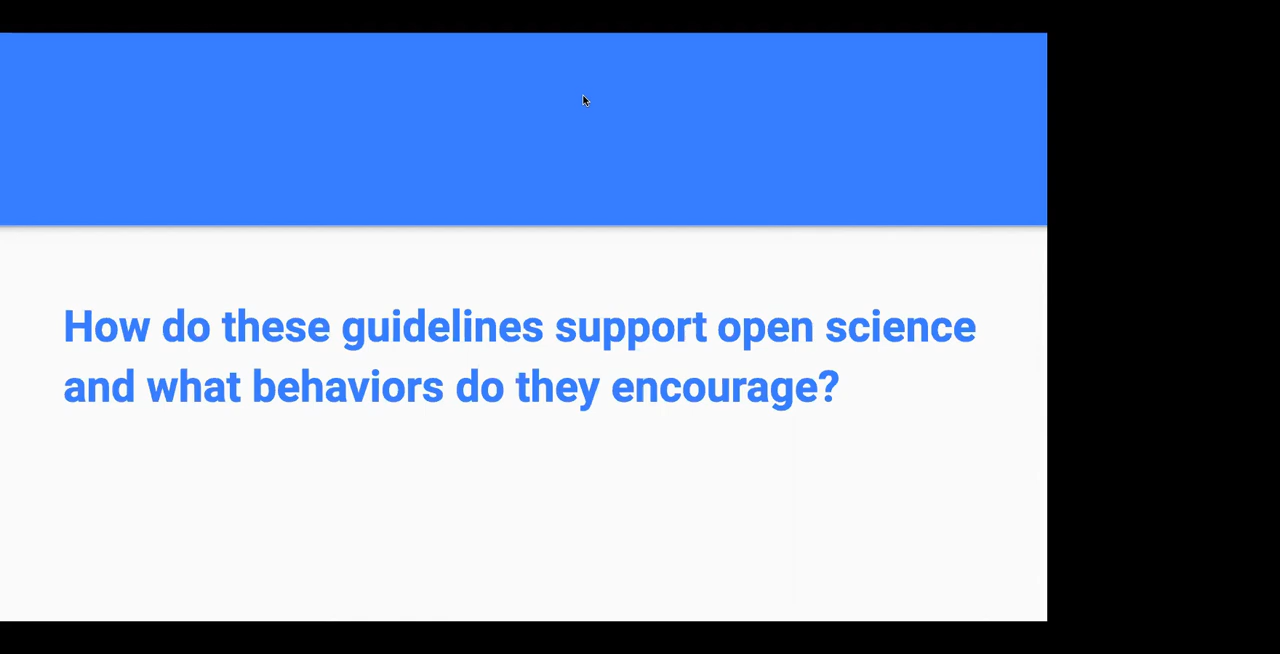 How do these guidelines support open science
and what behaviors do they encourage?